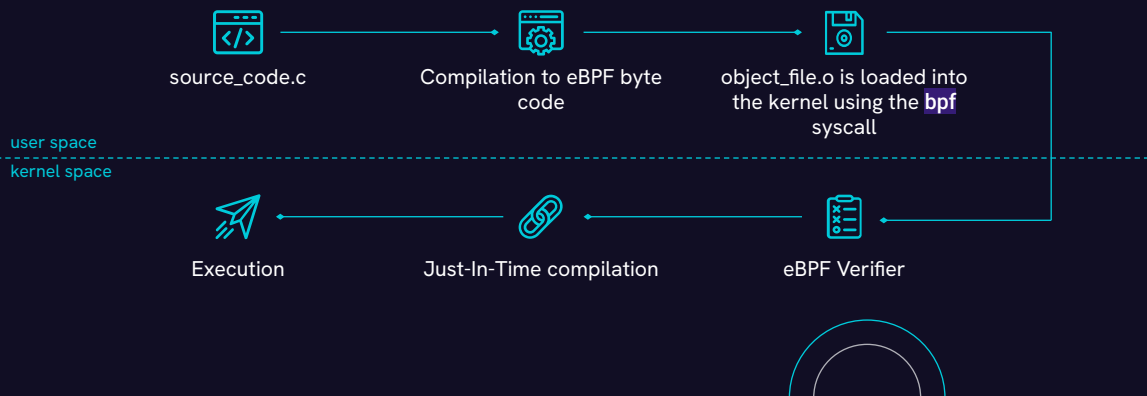 source_code.c
Compilation to eBPF byte
code
object_file.o is loaded into
the kernel using the bpf
syscall
user space
kernel space
Execution
Just-In-Time compilation
eBPF Verifier